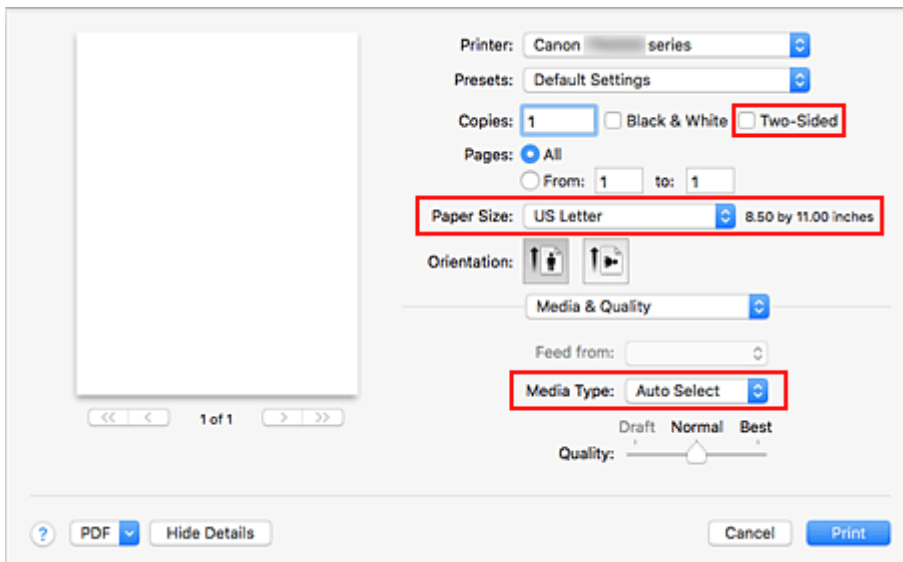 Printer: Canon series
Presets: Default Settings
Copies: 1 Black & White Two-Sided
Pages: All
From: 1 to: 1
Paper Size: US Letter 8.50 by 11.00 inches
Orientation:
Media & Quality
Feed from:
Media Type: Auto Select
Draft Normal Best
Quality:
<< < 1 of 1 > >>
? PDF Hide Details Cancel Print